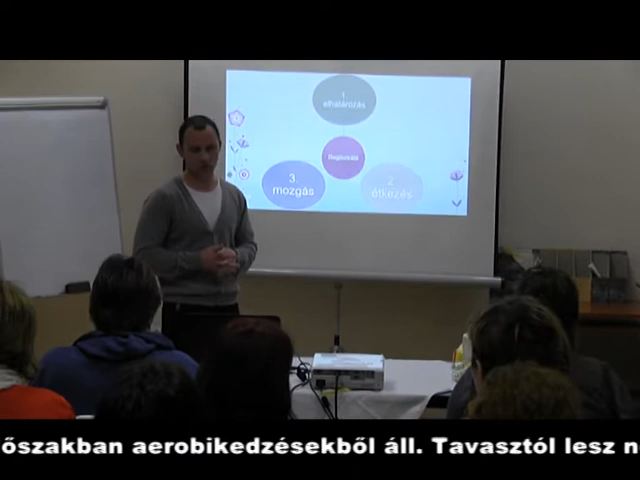 1.
elhatározás
3.
mozgás
2.
étkezés
őszakban aerobikedzésekből áll. Tavasztól lesz n